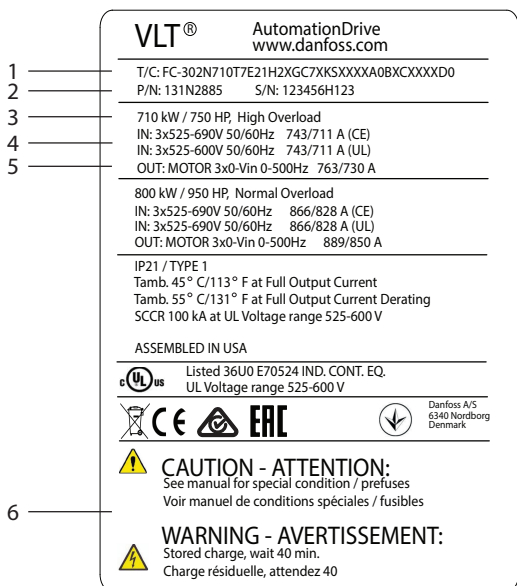 VLT® AutomationDrive
www.danfoss.com
1 T/C: FC-302N710T7E21H2XGC7XKSXXXXA0BXCXXXXD0
2 P/N: 131N2885 S/N: 123456H123
3 710 kW / 750 HP, High Overload
4 IN: 3x525-690V 50/60Hz 743/711 A (CE)
IN: 3x525-600V 50/60Hz 743/711 A (UL)
5 OUT: MOTOR 3x0-Vin 0-500Hz 763/730 A
800 kW / 950 HP, Normal Overload
IN: 3x525-690V 50/60Hz 866/828 A (CE)
IN: 3x525-690V 50/60Hz 866/828 A (UL)
OUT: MOTOR 3x0-Vin 0-500Hz 889/850 A
IP21 / TYPE 1
Tamb. 45° C/113° F at Full Output Current
Tamb. 55° C/131° F at Full Output Current Derating
SCCR 100 kA at UL Voltage range 525-600 V
ASSEMBLED IN USA
c UL us Listed 36U0 E70524 IND. CONT. EQ.
UL Voltage range 525-600 V
CE EAC
Danfoss A/S
6340 Nordborg
Denmark
CAUTION - ATTENTION:
See manual for special condition / prefuses
Voir manuel de conditions spéciales / fusibles
6
WARNING - AVERTISSEMENT:
Stored charge, wait 40 min.
Charge résiduelle, attendez 40